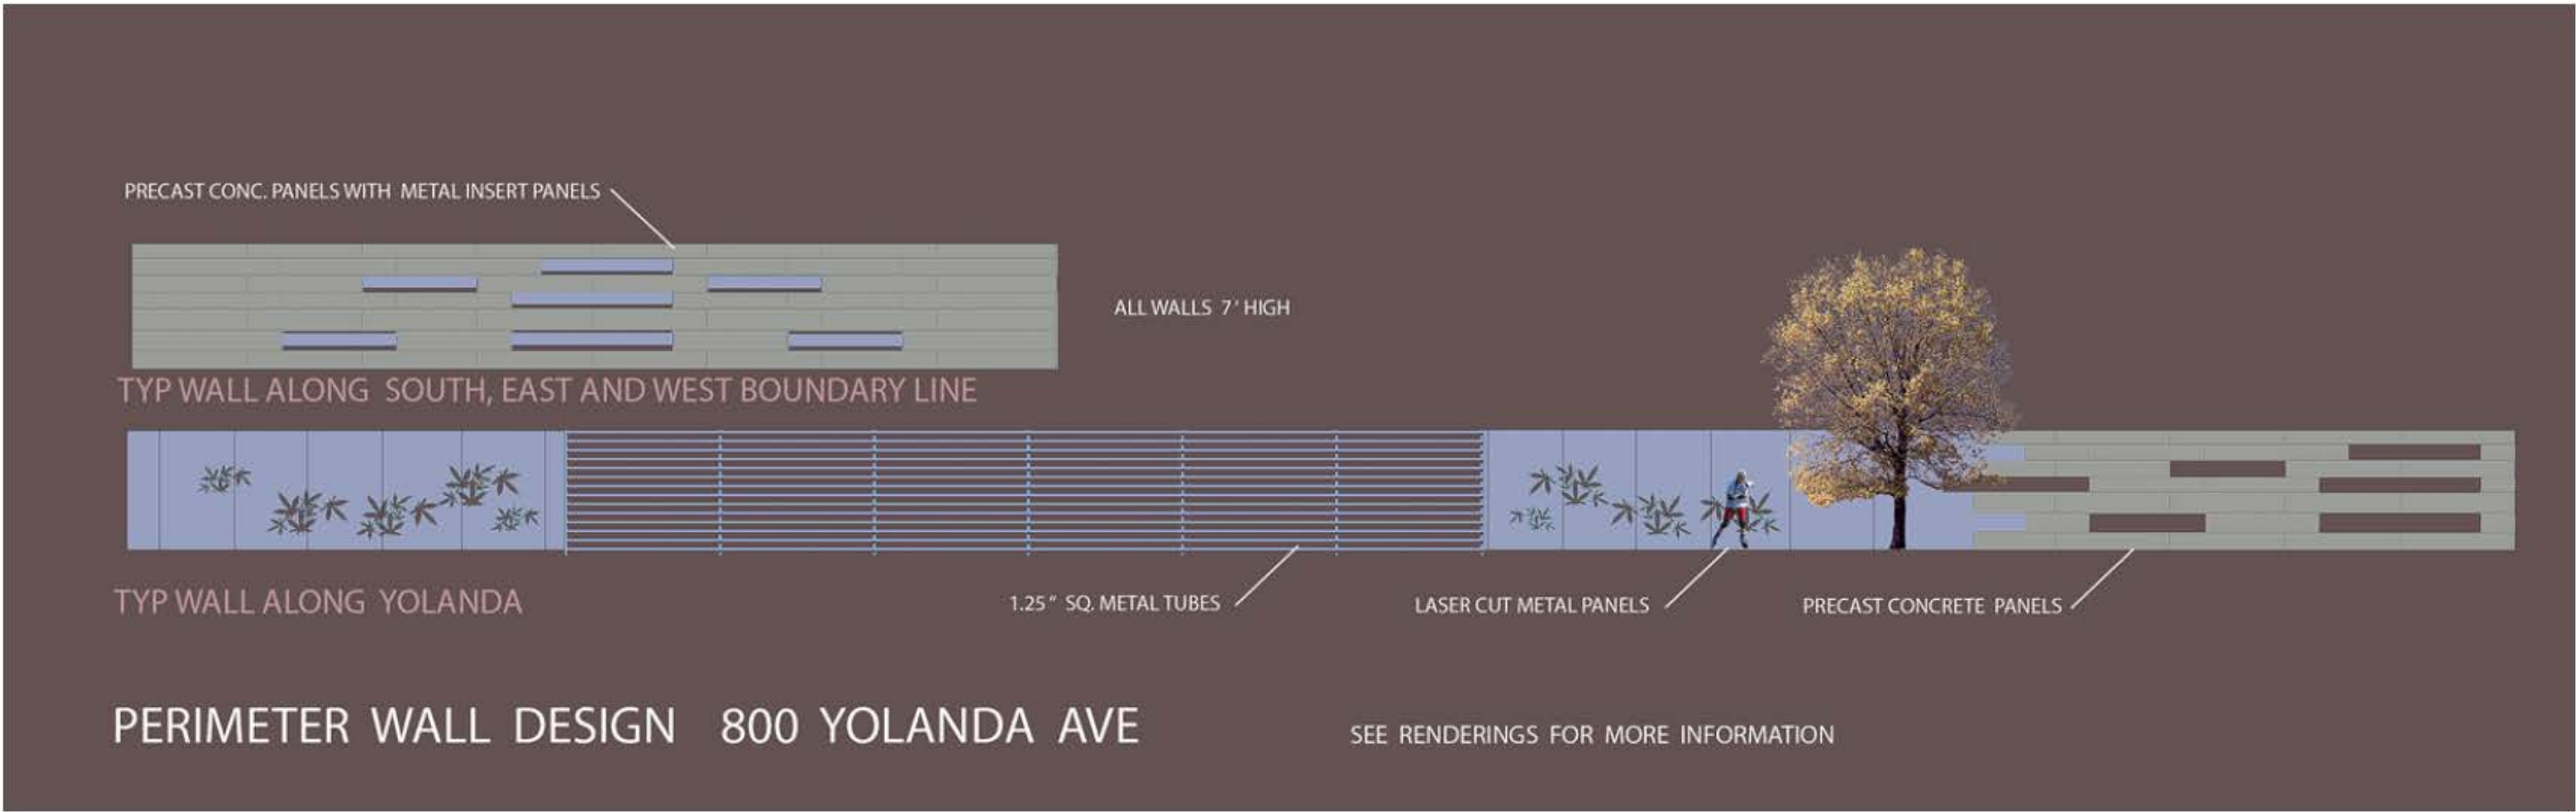 PRECAST CONC. PANELS WITH METAL INSERT PANELS
ALL WALLS 7' HIGH
TYP WALL ALONG SOUTH, EAST AND WEST BOUNDARY LINE
TYP WALL ALONG YOLANDA
1.25" SQ. METAL TUBES
LASER CUT METAL PANELS
PRECAST CONCRETE PANELS
PERIMETER WALL DESIGN 800 YOLANDA AVE
SEE RENDERINGS FOR MORE INFORMATION